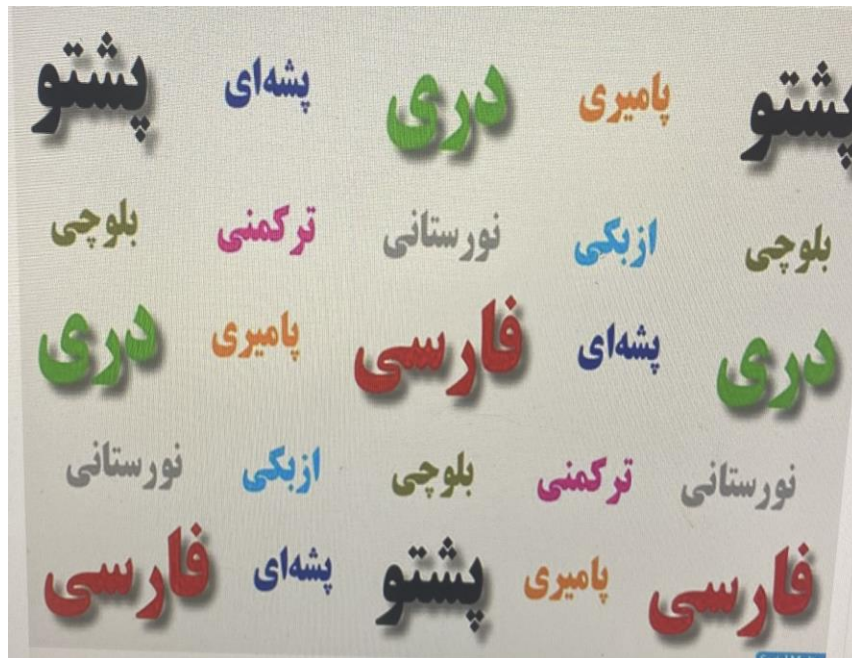 پشتو پامیری دری پشه‌ای پشتو
بلوچی ازبکی نورستانی ترکمنی بلوچی
دری پشه‌ای فارسی پامیری دری
نورستانی ترکمنی بلوچی ازبکی نورستانی
فارسی پامیری پشتو پشه‌ای فارسی